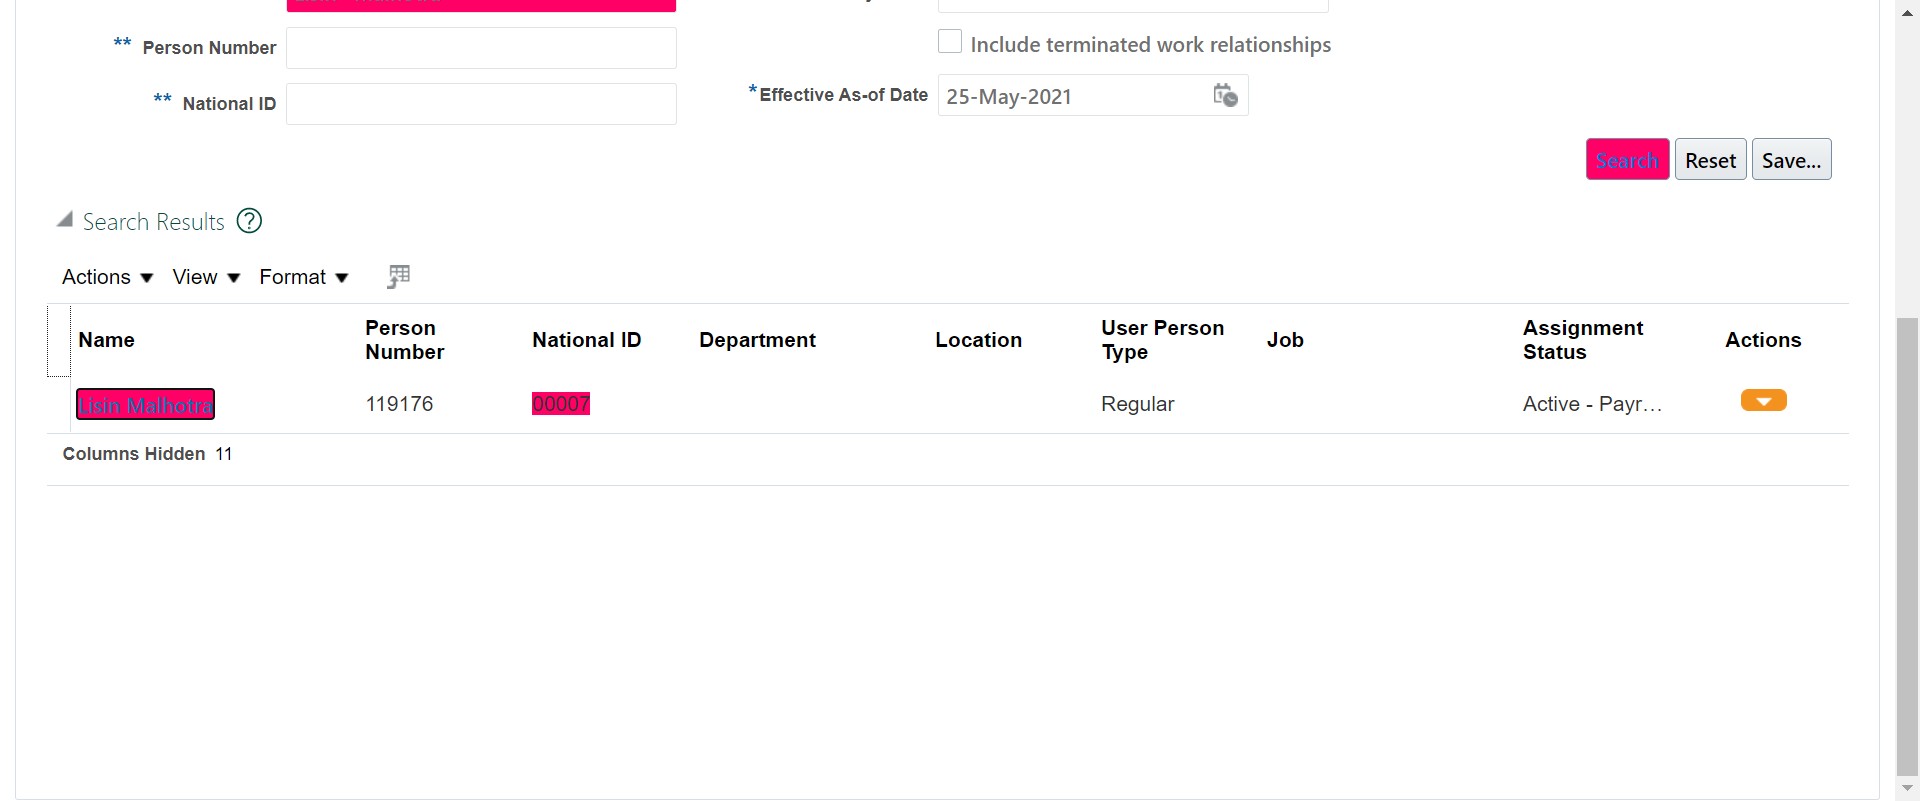 ** Person Number
Include terminated work relationships
** National ID
*Effective As-of Date 25-May-2021
Search Reset Save...
Search Results ?
Actions View Format
Name Person Number National ID Department Location User Person Type Job Assignment Status Actions
Lisin Malhotra 119176 00007 Regular Active - Payr...
Columns Hidden 11